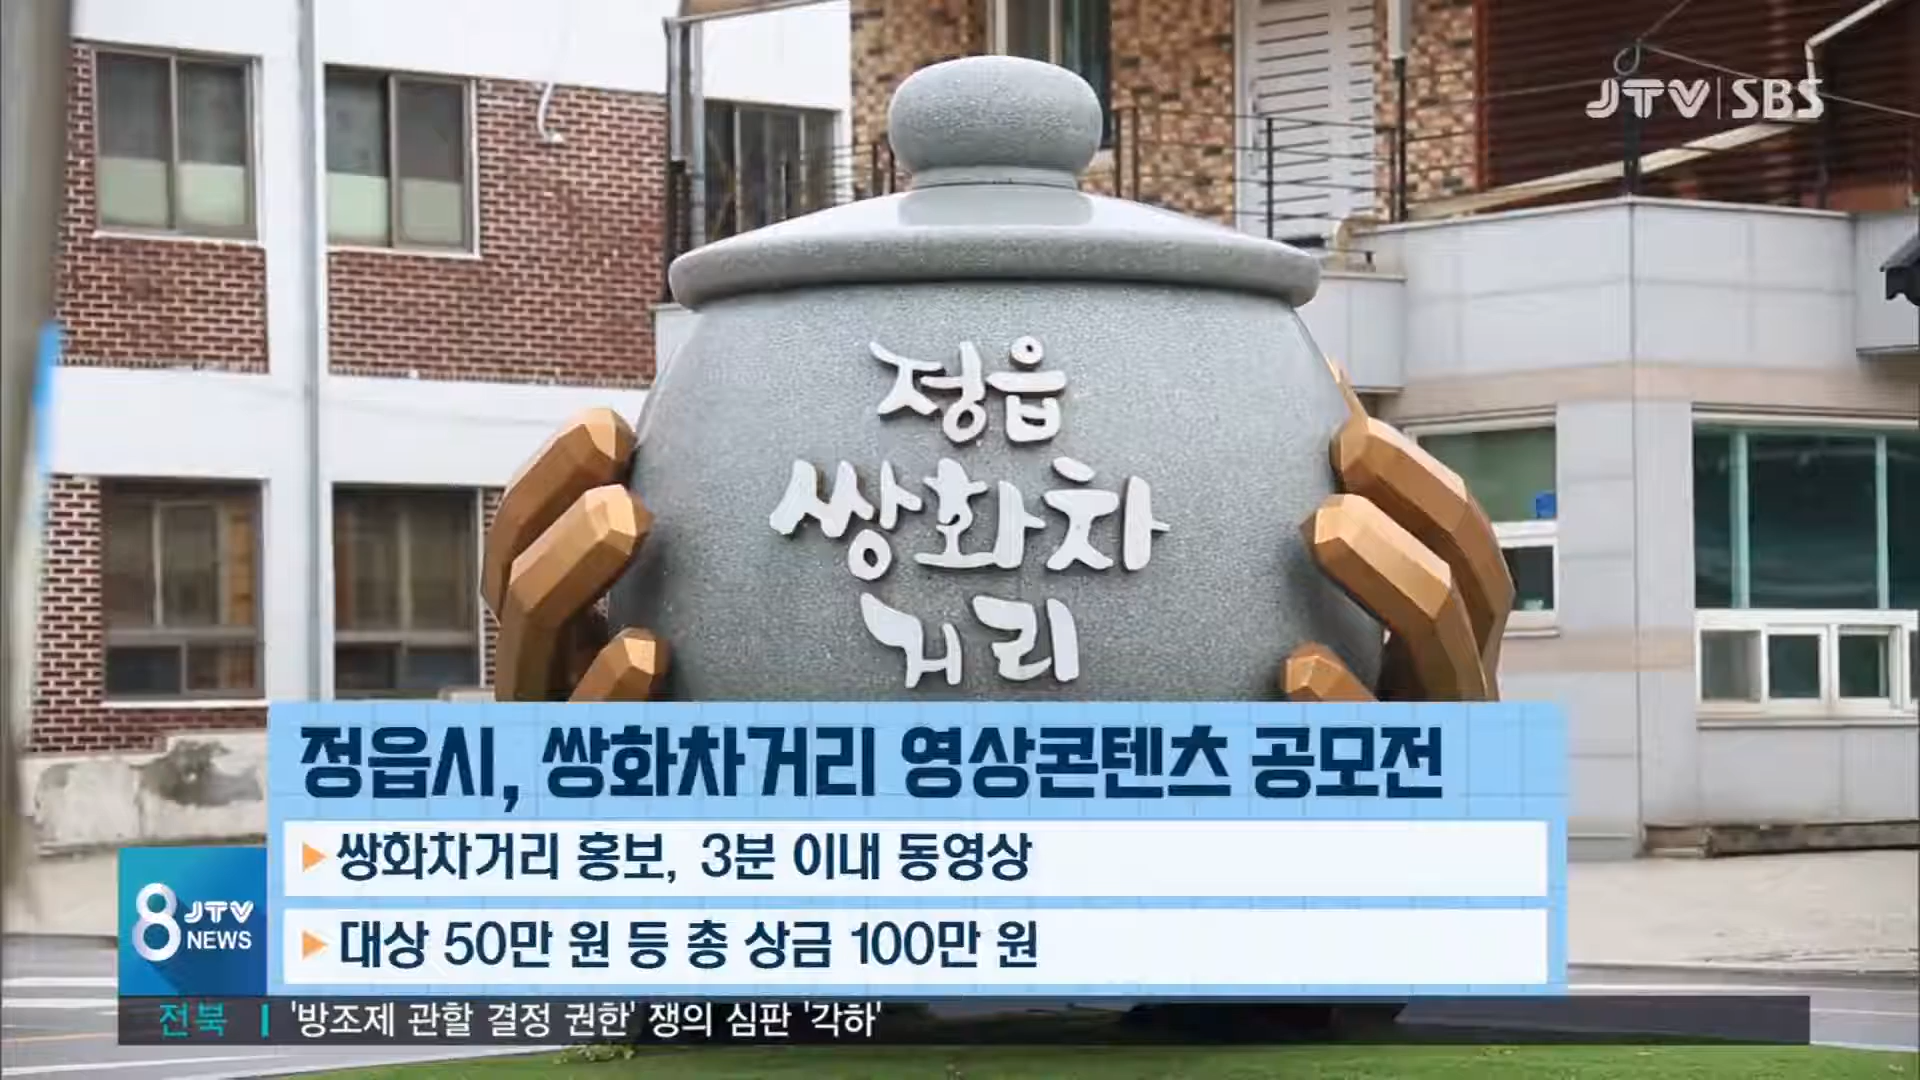 JTV SBS
정읍
쌍화차
거리
정읍시, 쌍화차거리 영상콘텐츠 공모전
쌍화차거리 홍보, 3분 이내 동영상
대상 50만 원 등 총 상금 100만 원
8 JTV NEWS
전북 | '방조제 관할 결정 권한' 쟁의 심판 '각하'